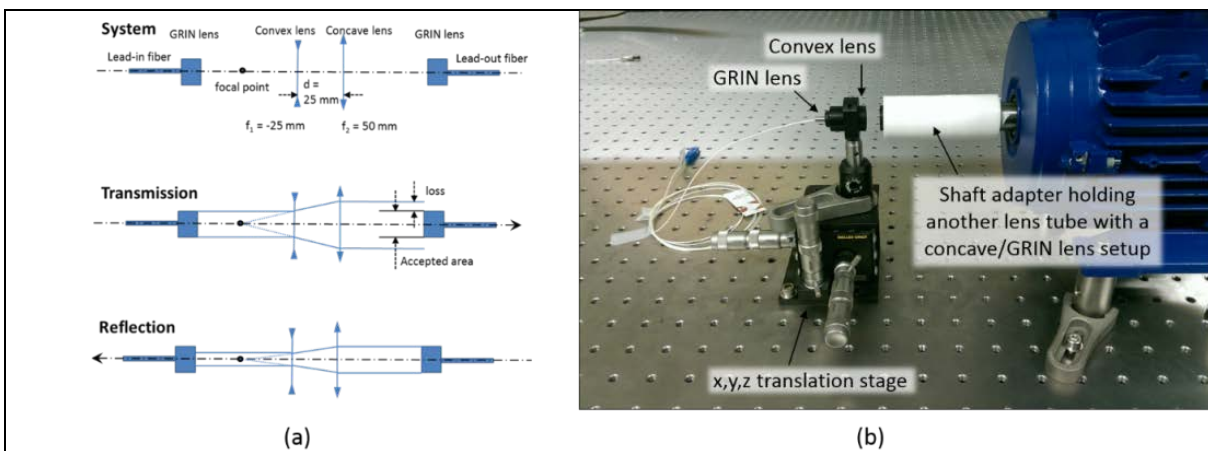 System
GRIN lens
Convex lens
Concave lens
GRIN lens
Lead-in fiber
Lead-out fiber
focal point
d =
25 mm
f₁ = -25 mm
f₂ = 50 mm
Transmission
loss
Accepted area
Reflection
(a)
Convex lens
GRIN lens
Shaft adapter holding
another lens tube with a
concave/GRIN lens setup
x,y,z translation stage
(b)